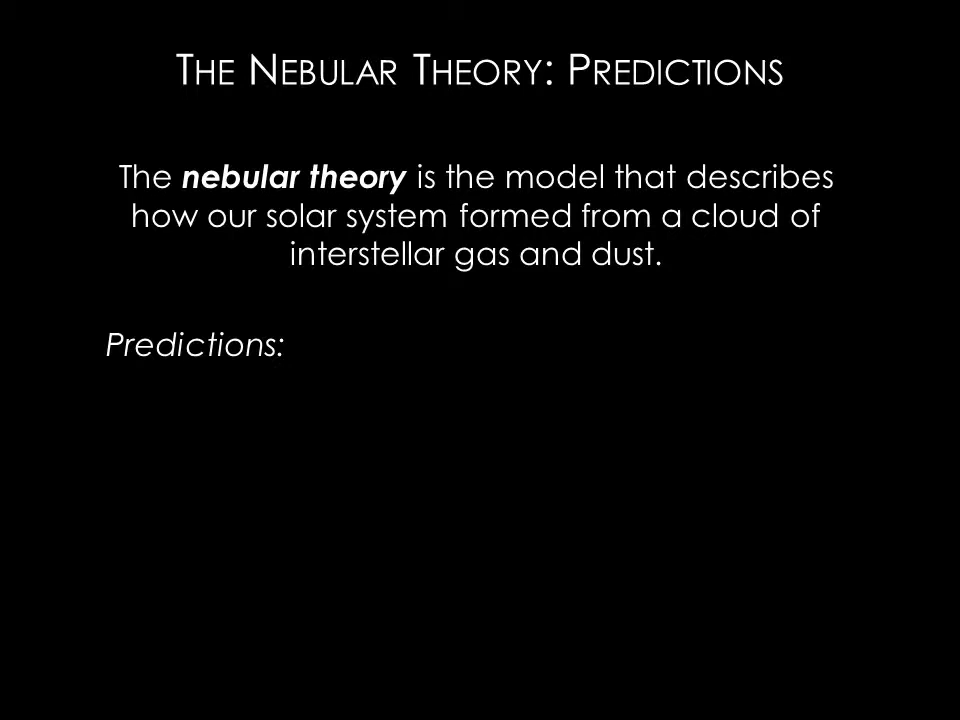 The Nebular Theory: Predictions
The nebular theory is the model that describes
how our solar system formed from a cloud of
interstellar gas and dust.
Predictions: